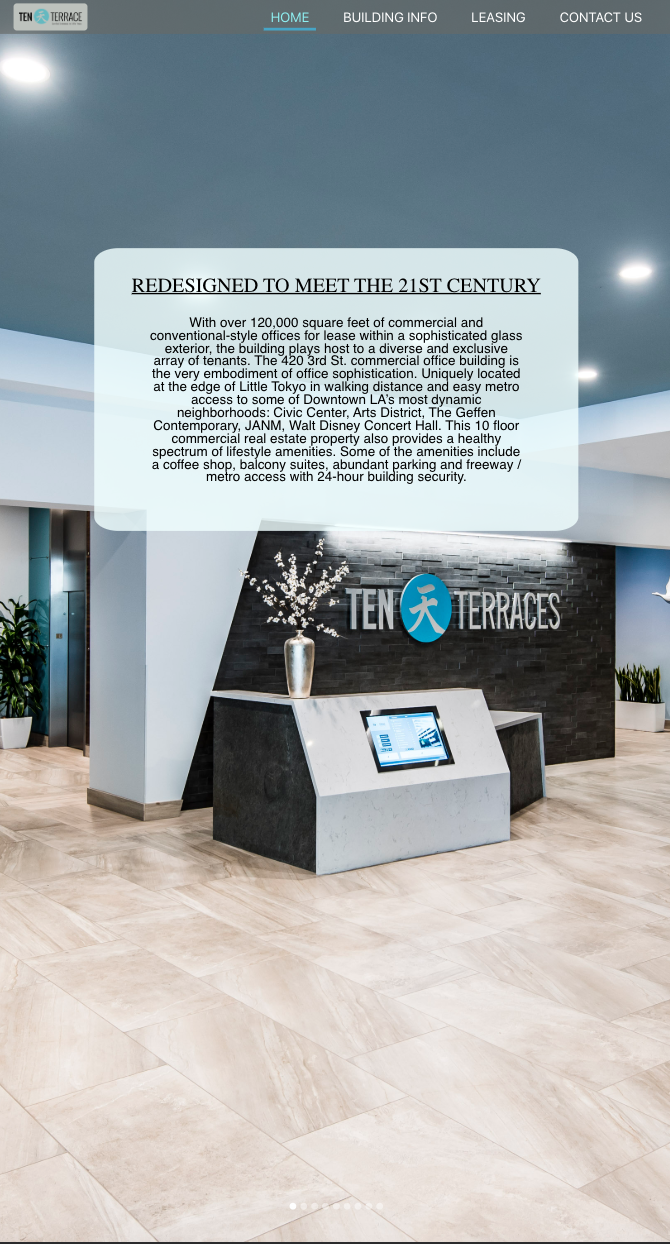 TEN 天 TERRACE
HOME BUILDING INFO LEASING CONTACT US
REDESIGNED TO MEET THE 21ST CENTURY
With over 120,000 square feet of commercial and
conventional-style offices for lease within a sophisticated glass
exterior, the building plays host to a diverse and exclusive
array of tenants. The 420 3rd St. commercial office building is
the very embodiment of office sophistication. Uniquely located
at the edge of Little Tokyo in walking distance and easy metro
access to some of Downtown LA's most dynamic
neighborhoods: Civic Center, Arts District, The Geffen
Contemporary, JANM, Walt Disney Concert Hall. This 10 floor
commercial real estate property also provides a healthy
spectrum of lifestyle amenities. Some of the amenities include
a coffee shop, balcony suites, abundant parking and freeway /
metro access with 24-hour building security.
TEN 天 TERRACES